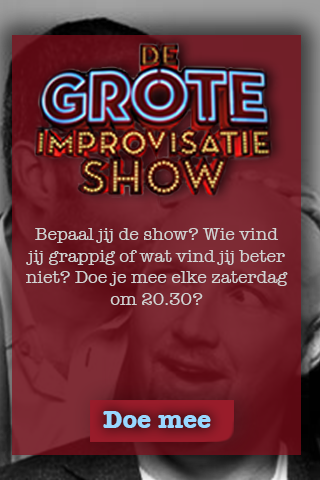 DE
GROTE
IMPROVISATIE
SHOW
Bepaal jij de show? Wie vind
jij grappig of wat vind jij beter
niet? Doe je mee elke zaterdag
om 20.30?
Doe mee